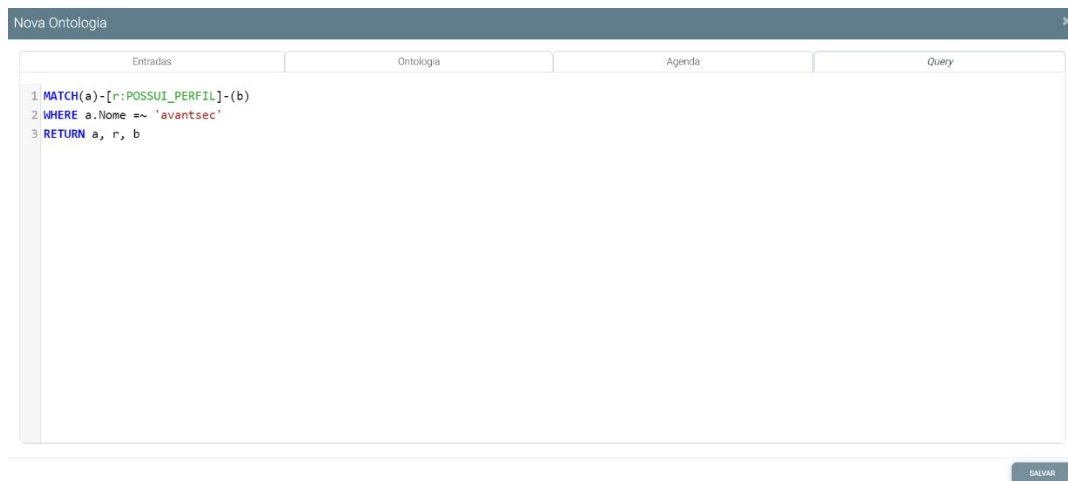 Nova Ontologia
Entradas Ontologia Agenda Query
1 MATCH(a)-[r:POSSUI_PERFIL]-(b)
2 WHERE a.Nome =~ 'avantsec'
3 RETURN a, r, b
SALVAR